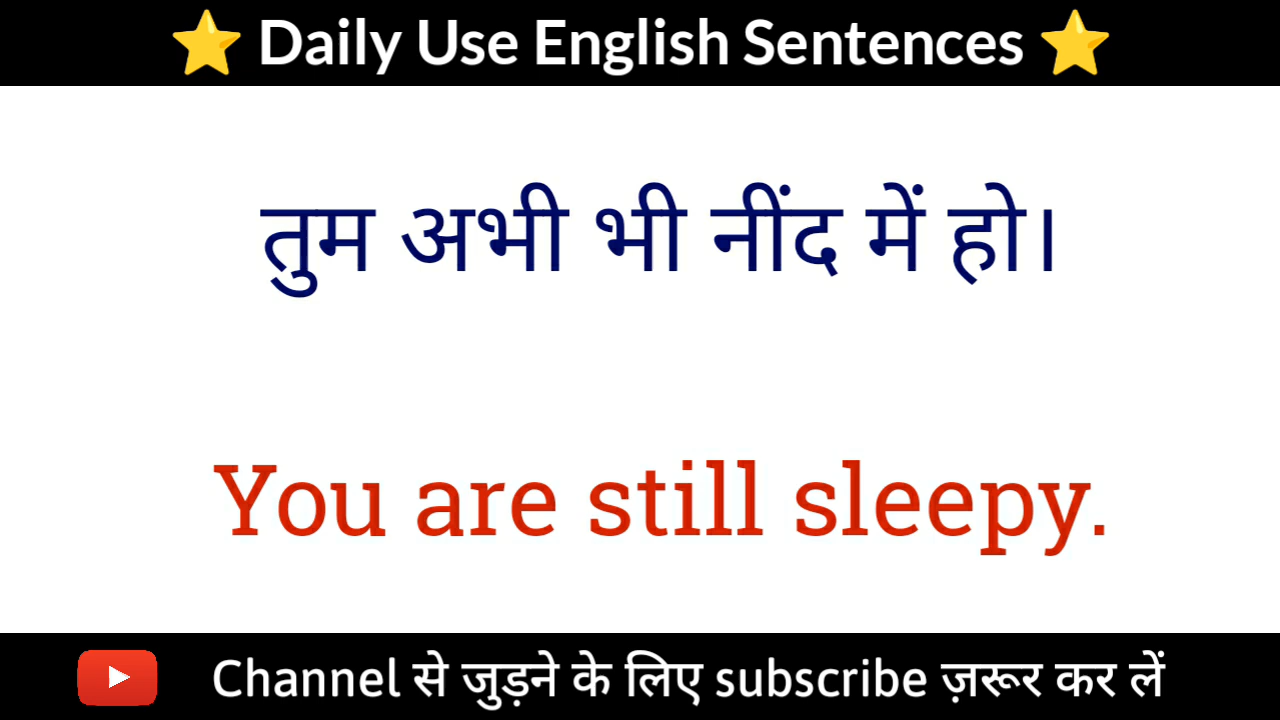 Daily Use English Sentences
तुम अभी भी नींद में हो।
You are still sleepy.
Channel से जुड़ने के लिए subscribe ज़रूर कर लें